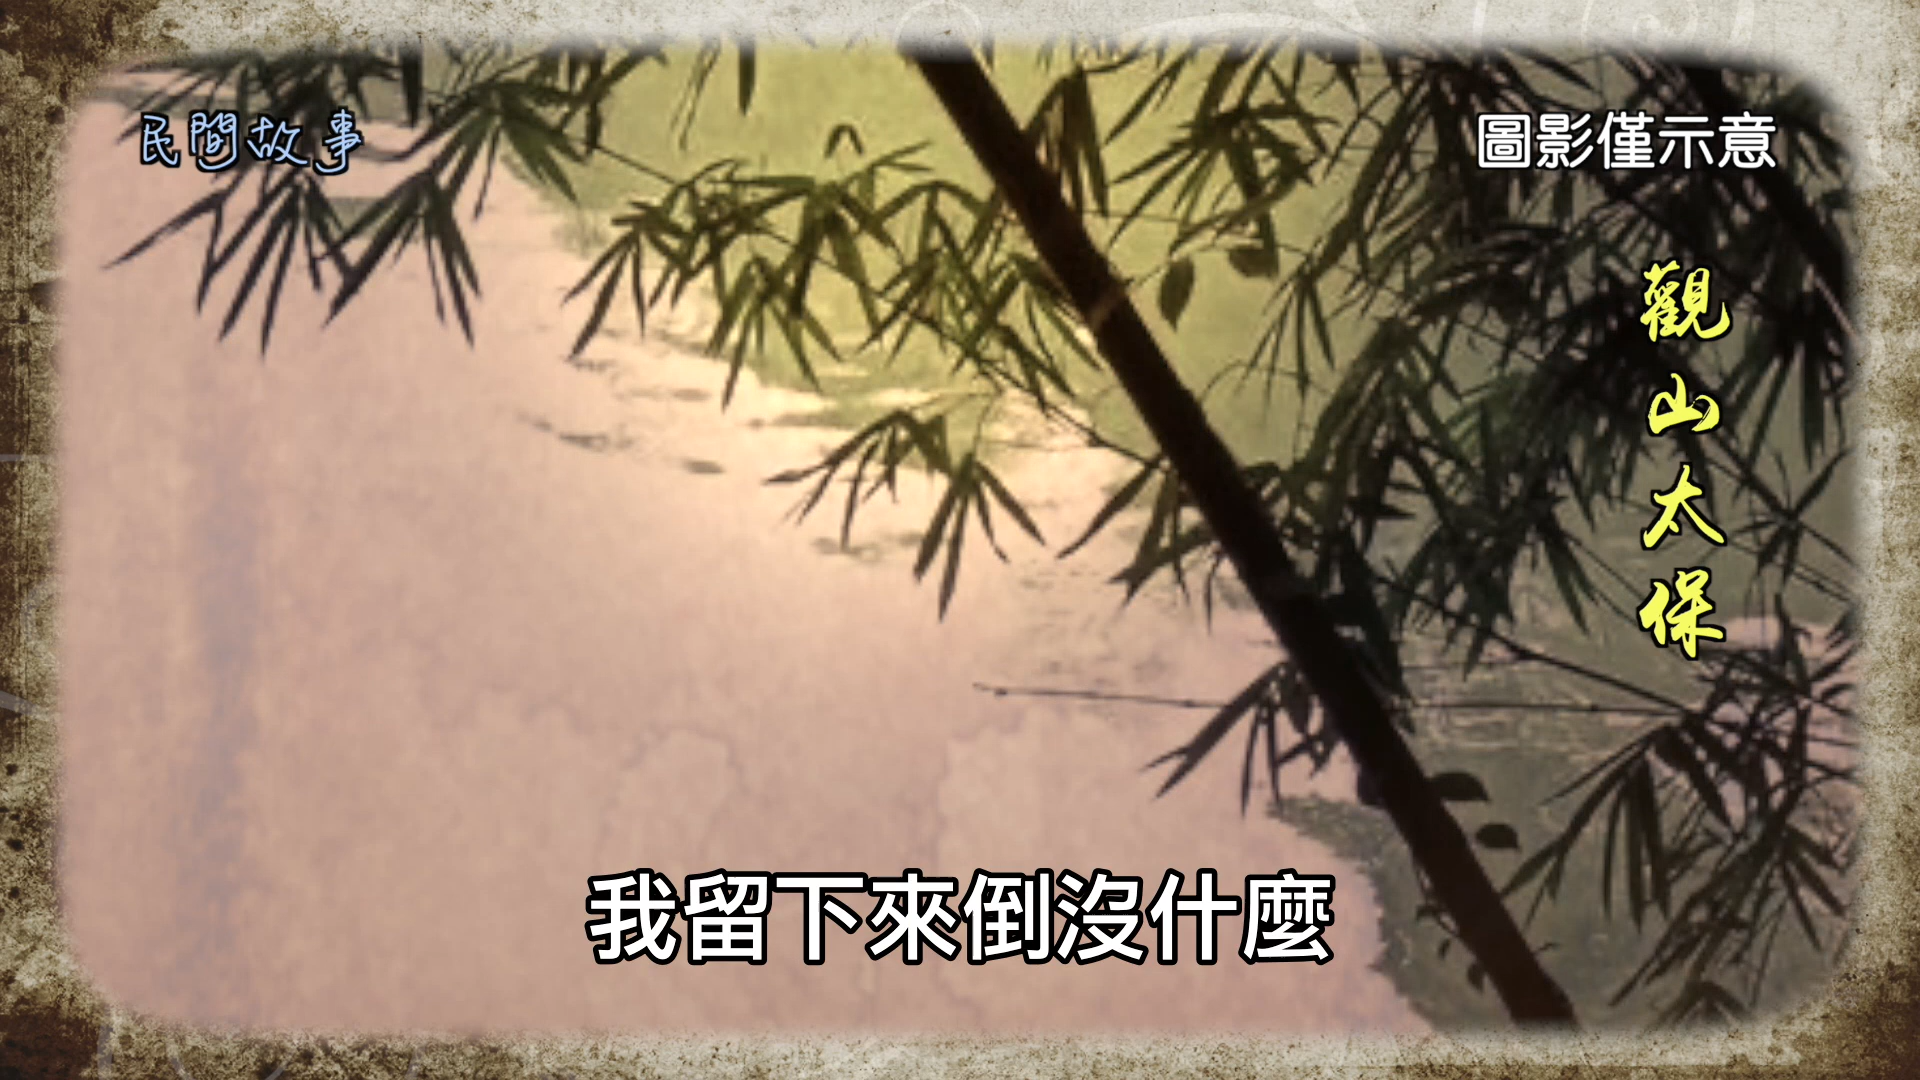 民間故事
圖影僅示意
觀山太保
我留下來倒沒什麼